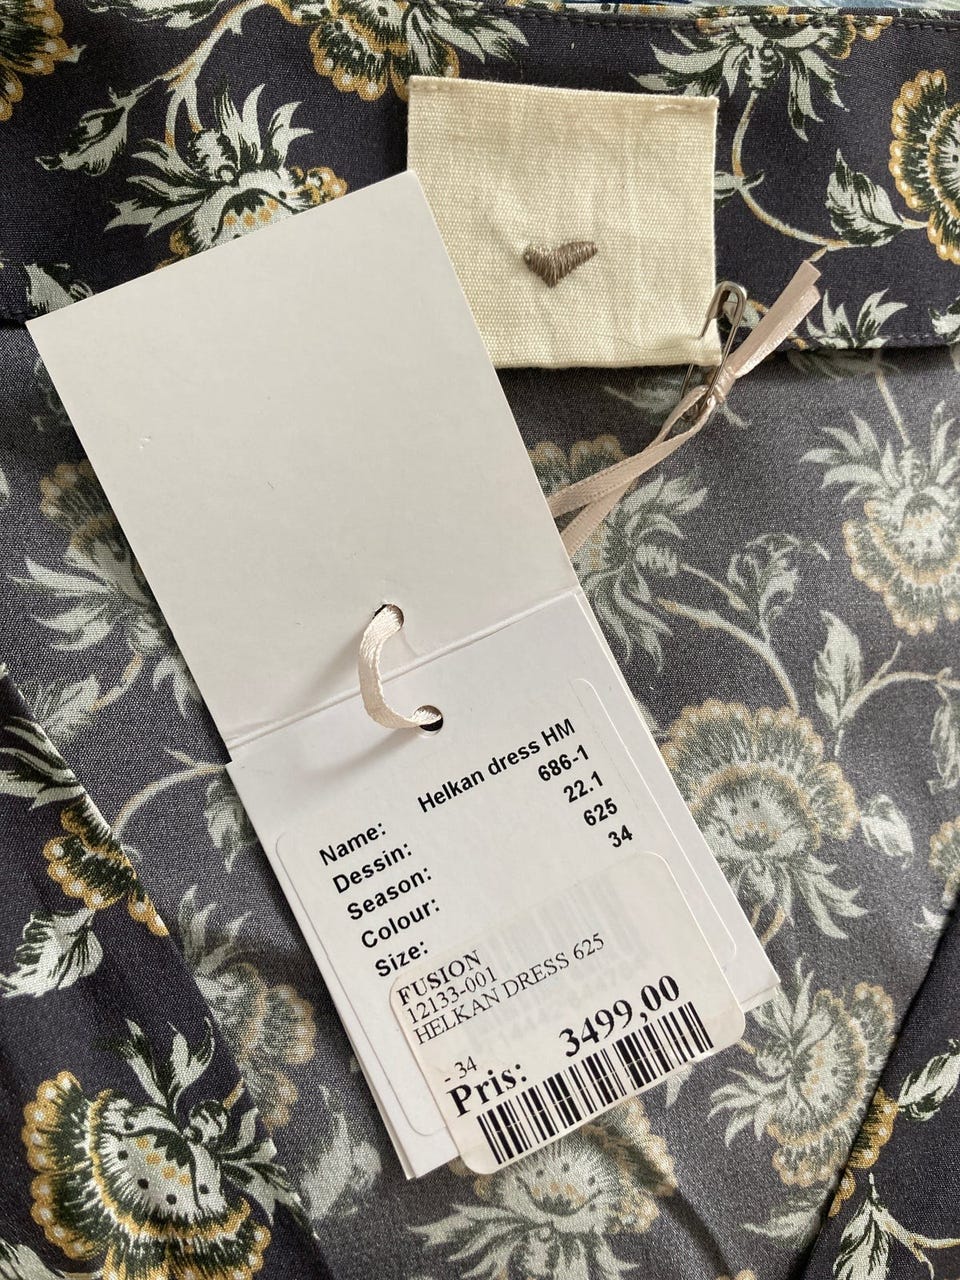 Name: Helkan dress HM
Dessin: 686-1
Season: 22.1
Colour: 625
Size: 34
FUSION
12133-001
HELKAN DRESS 625
- 34
Pris: 3499,00